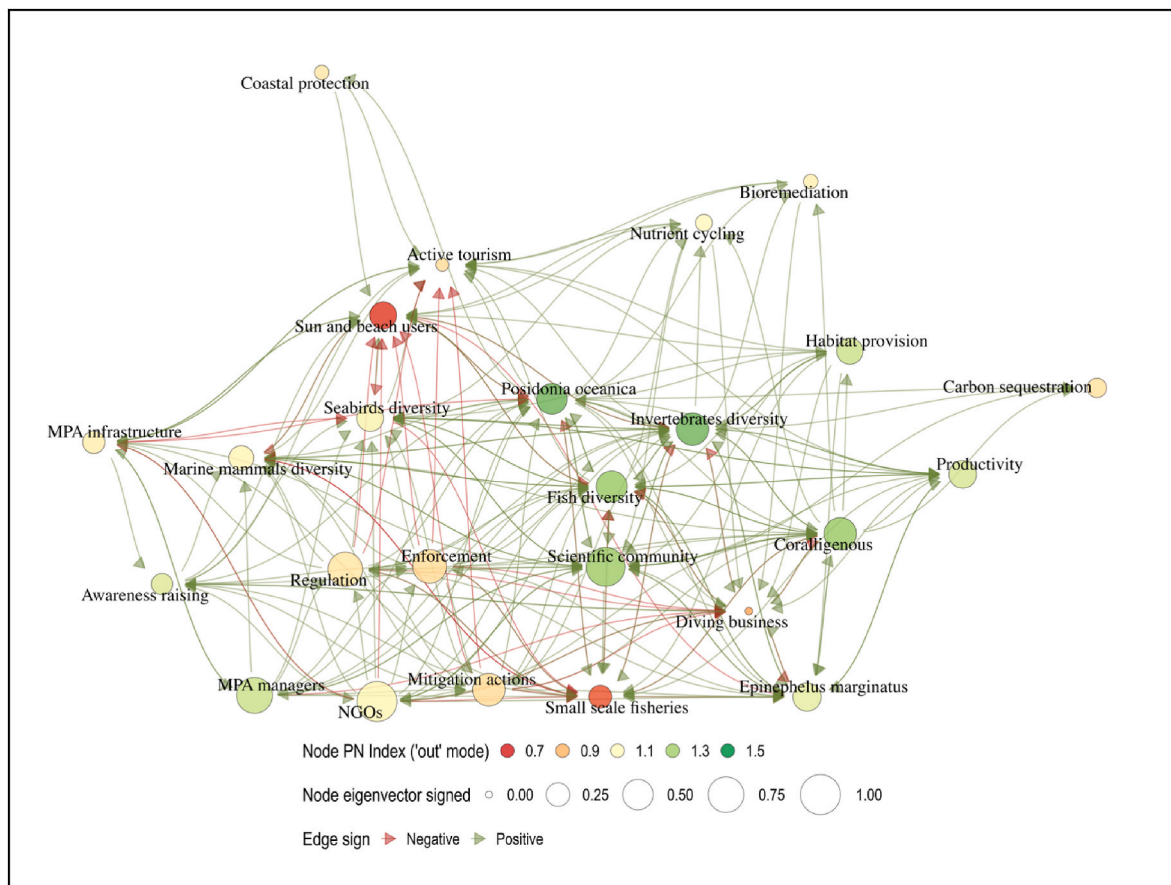 Coastal protection
Bioremediation
Nutrient cycling
Active tourism
Sun and beach users
Habitat provision
Posidonia oceanica
Carbon sequestration
Seabirds diversity
Invertebrates diversity
MPA infrastructure
Marine mammals diversity
Productivity
Fish diversity
Coralligenous
Enforcement
Scientific community
Regulation
Awareness raising
Diving business
MPA managers
Mitigation actions
Epinephelus marginatus
NGOs
Small scale fisheries
Node PN Index ('out' mode) 0.7 0.9 1.1 1.3 1.5
Node eigenvector signed 0.00 0.25 0.50 0.75 1.00
Edge sign Negative Positive